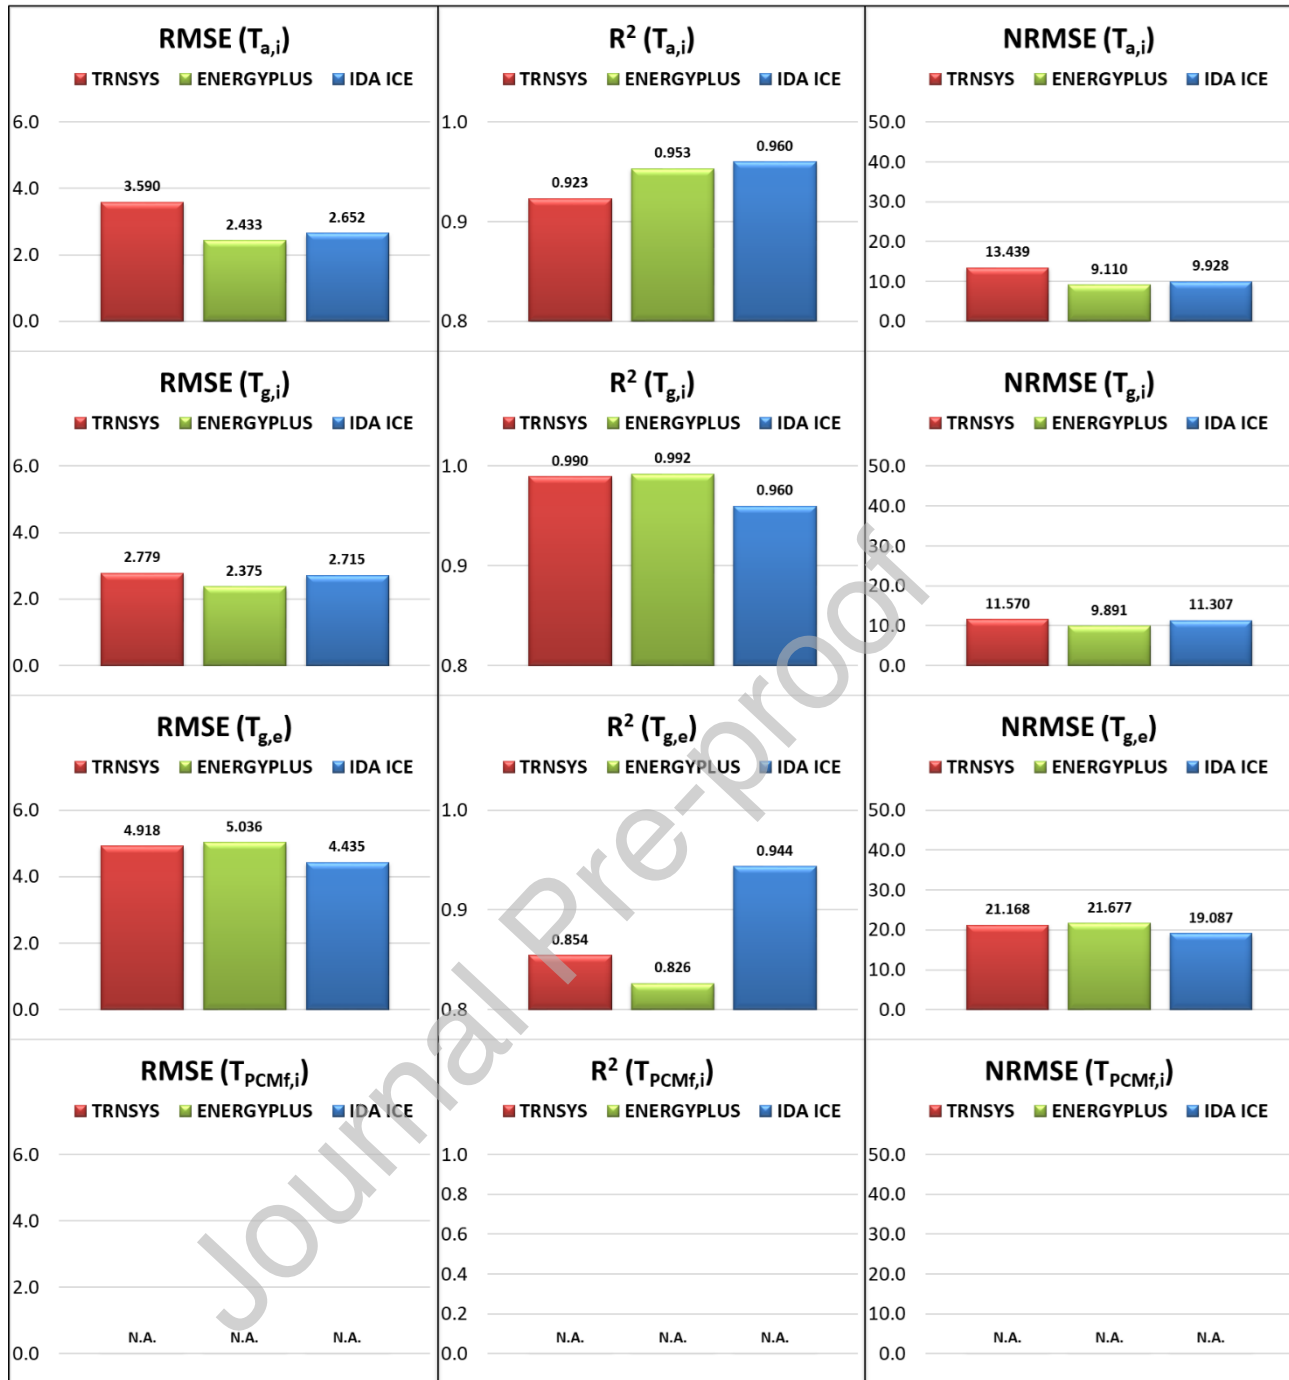 RMSE (Ta,i)
TRNSYS ENERGYPLUS IDA ICE
6.0
4.0
2.0
0.0
3.590
2.433
2.652
R² (Ta,i)
TRNSYS ENERGYPLUS IDA ICE
1.0
0.9
0.8
0.923
0.953
0.960
NRMSE (Ta,i)
TRNSYS ENERGYPLUS IDA ICE
50.0
40.0
30.0
20.0
10.0
0.0
13.439
9.110
9.928
RMSE (Tg,i)
TRNSYS ENERGYPLUS IDA ICE
6.0
4.0
2.0
0.0
2.779
2.375
2.715
R² (Tg,i)
TRNSYS ENERGYPLUS IDA ICE
1.0
0.9
0.8
0.990
0.992
0.960
NRMSE (Tg,i)
TRNSYS ENERGYPLUS IDA ICE
50.0
40.0
30.0
20.0
10.0
0.0
11.570
9.891
11.307
RMSE (Tg,e)
TRNSYS ENERGYPLUS IDA ICE
6.0
4.0
2.0
0.0
4.918
5.036
4.435
R² (Tg,e)
TRNSYS ENERGYPLUS IDA ICE
1.0
0.9
0.8
0.854
0.826
0.944
NRMSE (Tg,e)
TRNSYS ENERGYPLUS IDA ICE
50.0
40.0
30.0
20.0
10.0
0.0
21.168
21.677
19.087
RMSE (TPCMf,i)
TRNSYS ENERGYPLUS IDA ICE
6.0
4.0
2.0
0.0
N.A.
N.A.
N.A.
R² (TPCMf,i)
TRNSYS ENERGYPLUS IDA ICE
1.0
0.8
0.6
0.4
0.2
0.0
N.A.
N.A.
N.A.
NRMSE (TPCMf,i)
TRNSYS ENERGYPLUS IDA ICE
50.0
40.0
30.0
20.0
10.0
0.0
N.A.
N.A.
N.A.
Journal Pre-proof